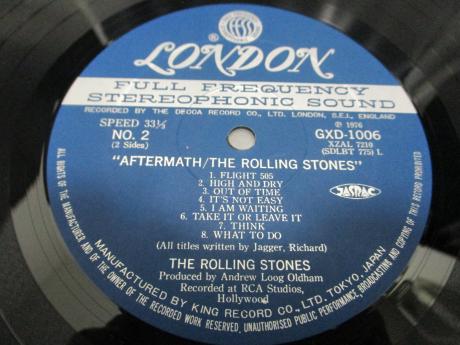 LONDON
FULL FREQUENCY
STEREOPHONIC SOUND
RECORDED BY THE DECCA RECORD CO., LTD. LONDON, S.E.I., ENGLAND
SPEED 33⅓
NO. 2
(2 Sides)
℗ 1976
GXD-1006
XZAL 7210
(SDLBT 775) L
"AFTERMATH/THE ROLLING STONES"
1. FLIGHT 505
2. HIGH AND DRY
3. OUT OF TIME
4. IT'S NOT EASY
5. I AM WAITING
6. TAKE IT OR LEAVE IT
7. THINK
8. WHAT TO DO
(All titles written by Jagger, Richard)
JASRAC
THE ROLLING STONES
Produced by Andrew Loog Oldham
Recorded at RCA Studios,
Hollywood
MANUFACTURED BY KING RECORD CO., LTD., TOKYO, JAPAN
ALL RIGHTS OF THE MANUFACTURER AND OF THE OWNER OF THE RECORDED WORK RESERVED, UNAUTHORISED PUBLIC PERFORMANCE, BROADCASTING AND COPYING OF THIS RECORD PROHIBITED